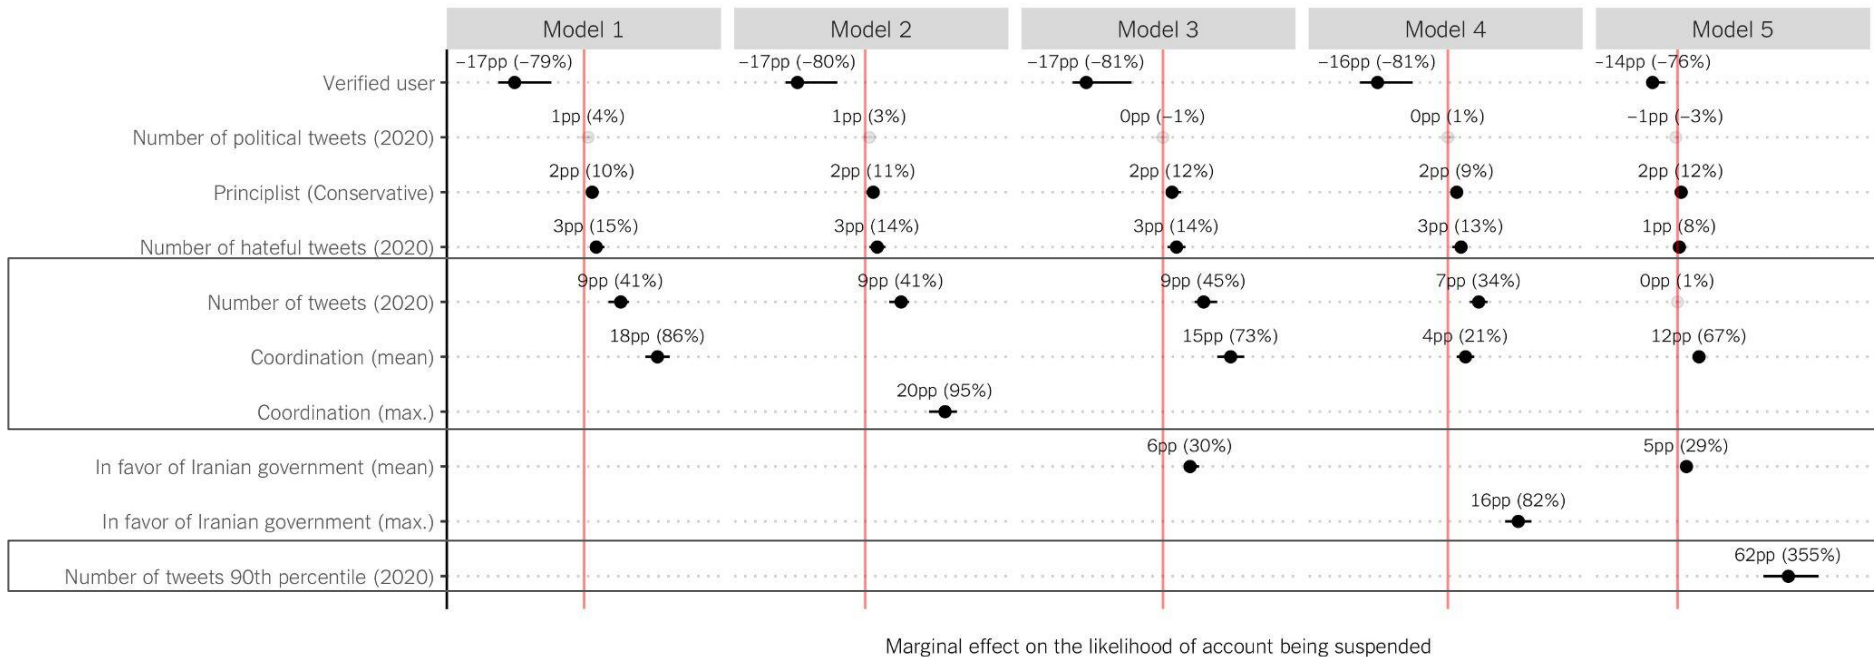 Model 1 Model 2 Model 3 Model 4 Model 5
Verified user −17pp (−79%) −17pp (−80%) −17pp (−81%) −16pp (−81%) −14pp (−76%)
Number of political tweets (2020) 1pp (4%) 1pp (3%) 0pp (−1%) 0pp (1%) −1pp (−3%)
Principlist (Conservative) 2pp (10%) 2pp (11%) 2pp (12%) 2pp (9%) 2pp (12%)
Number of hateful tweets (2020) 3pp (15%) 3pp (14%) 3pp (14%) 3pp (13%) 1pp (8%)
Number of tweets (2020) 9pp (41%) 9pp (41%) 9pp (45%) 7pp (34%) 0pp (1%)
Coordination (mean) 18pp (86%) 15pp (73%) 4pp (21%) 12pp (67%)
Coordination (max.) 20pp (95%)
In favor of Iranian government (mean) 6pp (30%) 5pp (29%)
In favor of Iranian government (max.) 16pp (82%)
Number of tweets 90th percentile (2020) 62pp (355%)
Marginal effect on the likelihood of account being suspended